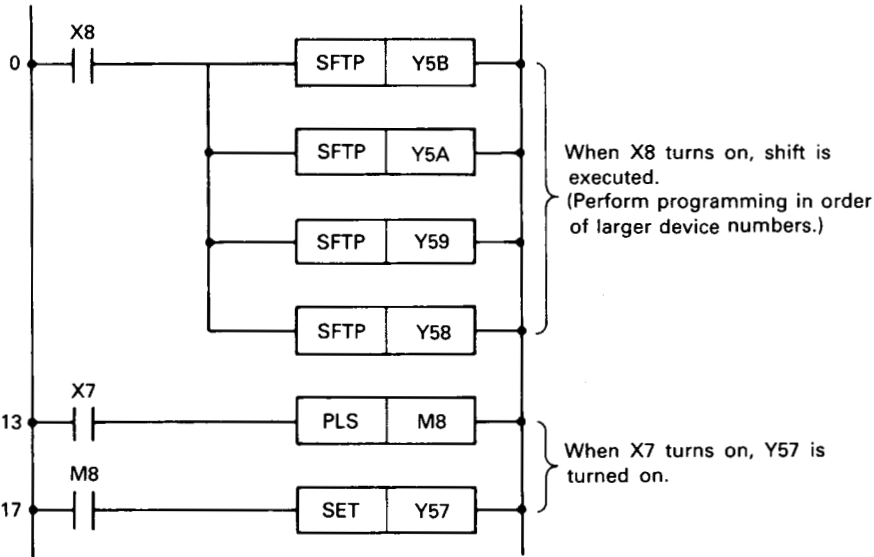 X8
0 SFTP Y5B
SFTP Y5A
When X8 turns on, shift is
executed.
(Perform programming in order
of larger device numbers.)
SFTP Y59
SFTP Y58
X7
13 PLS M8
When X7 turns on, Y57 is
turned on.
M8
17 SET Y57